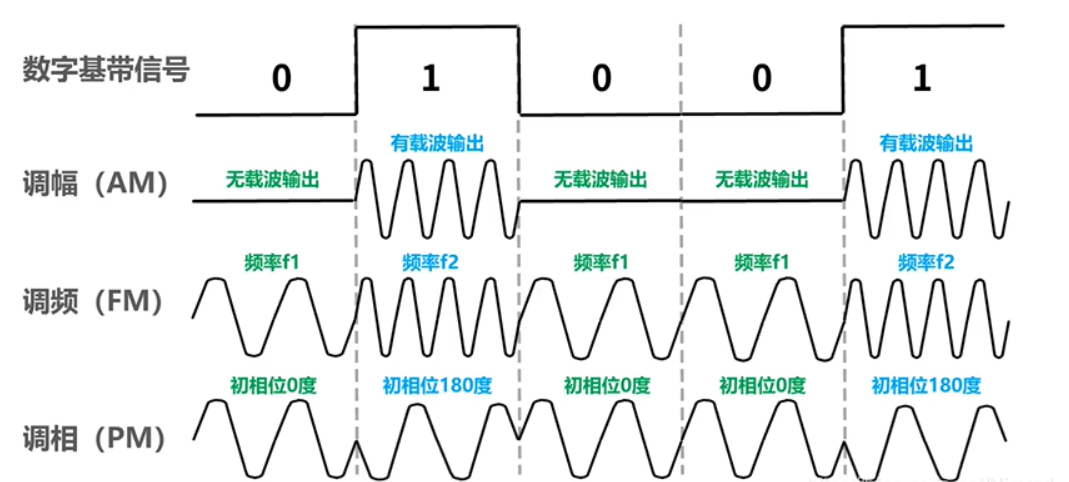 数字基带信号 0 1 0 0 1
有载波输出 有载波输出
调幅（AM） 无载波输出 无载波输出 无载波输出
频率f1 频率f2 频率f1 频率f1 频率f2
调频（FM）
初相位0度 初相位180度 初相位0度 初相位0度 初相位180度
调相（PM）